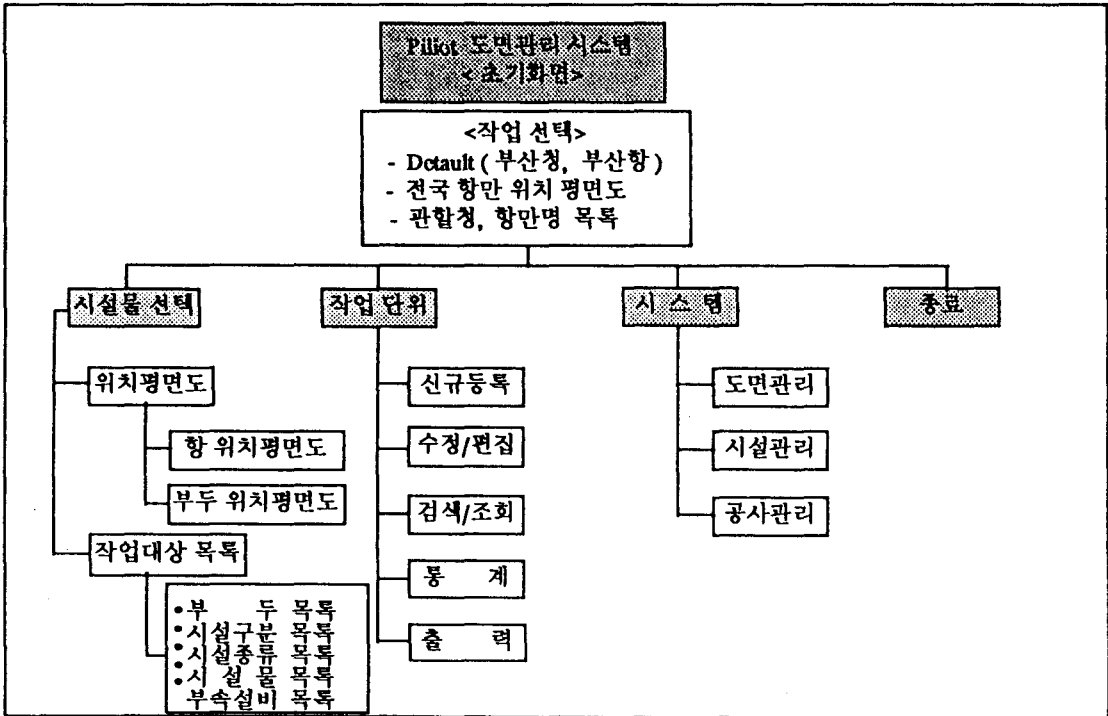 Piliot 도면관리 시스템
< 초기화면>
<작업 선택>
- Dctault ( 부산청, 부산항 )
- 전국 항만 위치 평면도
- 관할청, 항만명 목록
시설물 선택
작업 단위
시 스 템
종료
위치평면도
항 위치평면도
부두 위치평면도
작업대상 목록
•부 두 목록
•시설구분 목록
•시설종류 목록
•시 설 물 목록
부속설비 목록
신규등록
수정/편집
검색/조회
통 계
출 력
도면관리
시설관리
공사관리